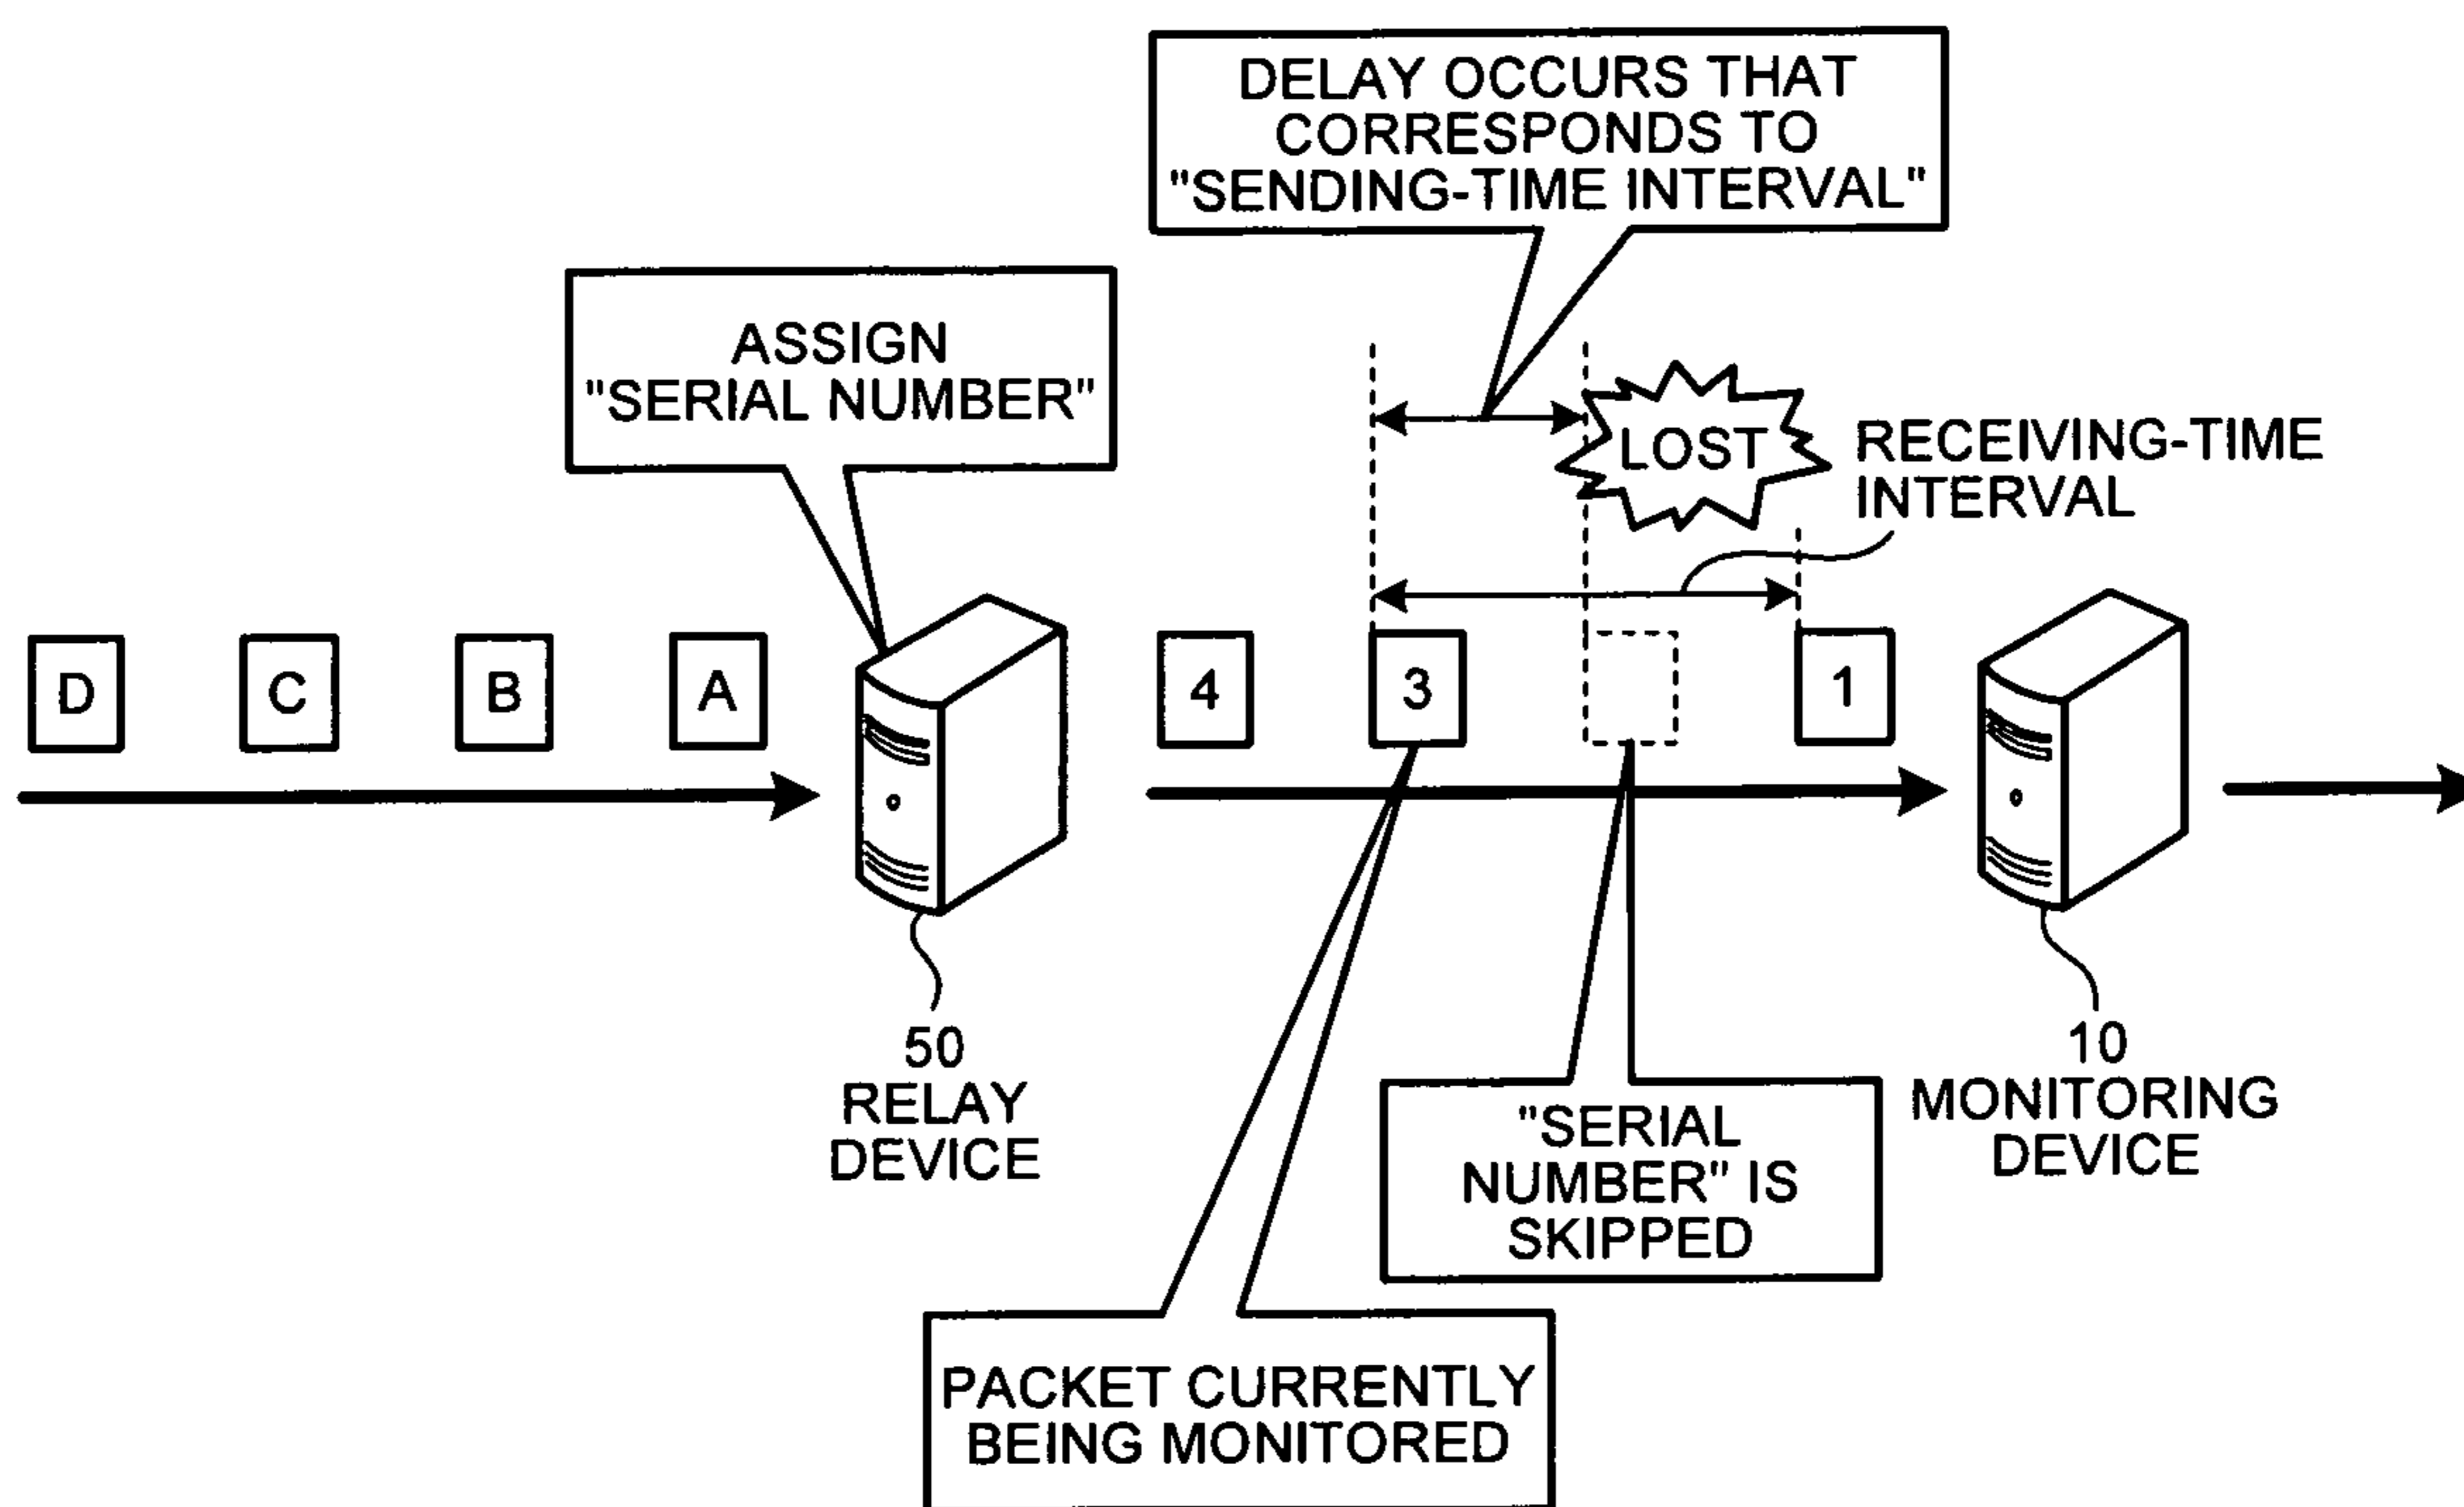 DELAY OCCURS THAT
CORRESPONDS TO
"SENDING-TIME INTERVAL"
ASSIGN
"SERIAL NUMBER"
LOST
RECEIVING-TIME
INTERVAL
D C B A 4 3 1
50
RELAY
DEVICE
10
MONITORING
DEVICE
"SERIAL
NUMBER" IS
SKIPPED
PACKET CURRENTLY
BEING MONITORED